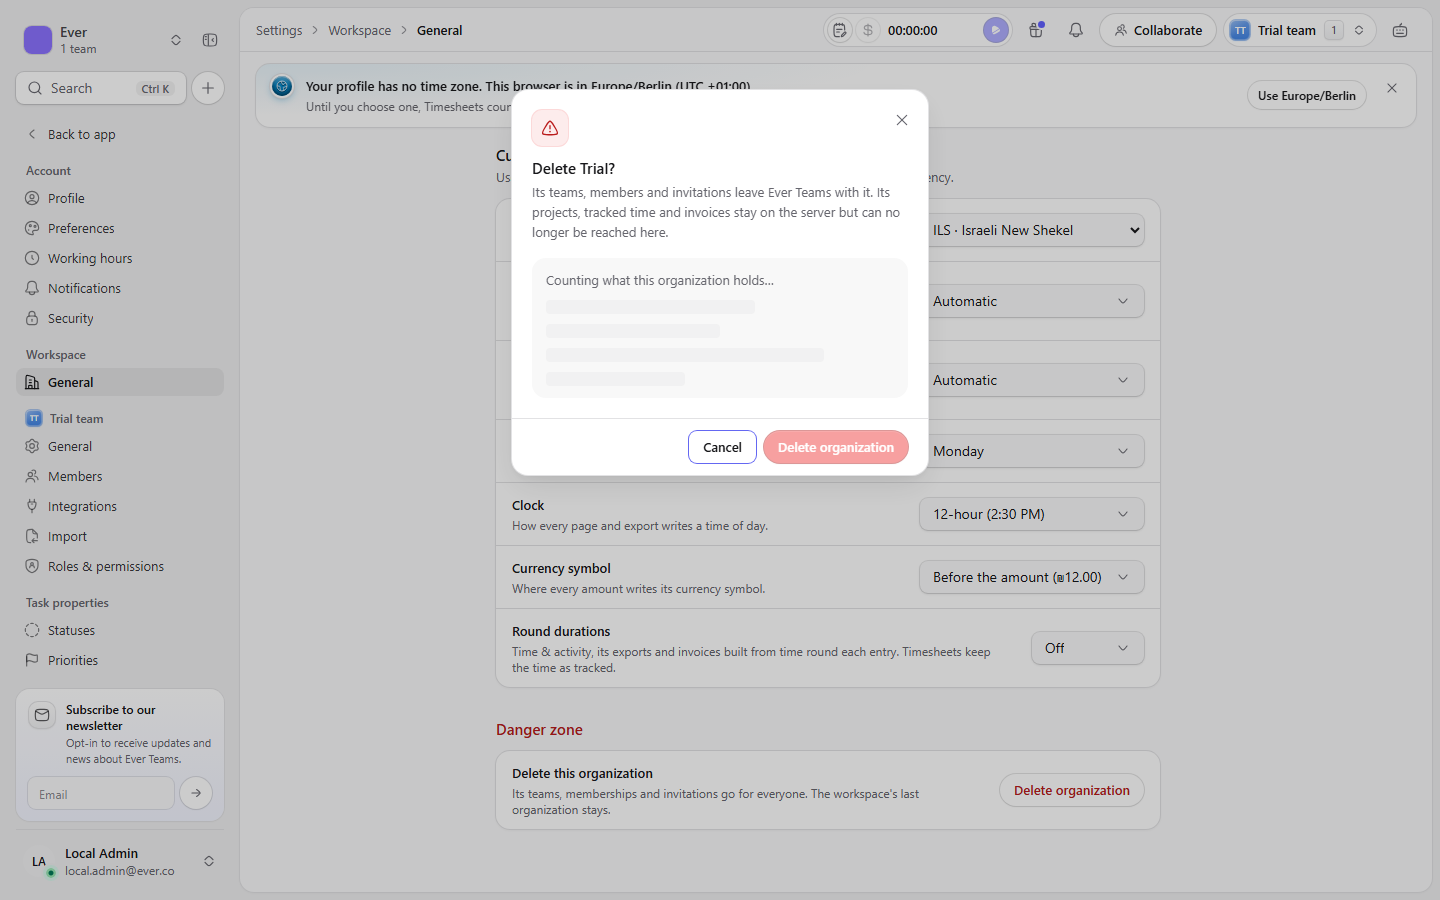 Ever
1 team
Search
Ctrl K
Back to app
Account
Profile
Preferences
Working hours
Notifications
Security
Workspace
General
TT
Trial team
General
Members
Integrations
Import
Roles & permissions
Task properties
Statuses
Priorities
Subscribe to our
newsletter
Opt-in to receive updates and
news about Ever Teams.
Email
LA
Local Admin
local.admin@ever.co
Settings
Workspace
General
00:00:00
Collaborate
TT
Trial team
1
Your profile has no time zone. This browser is in Europe/Berlin (UTC +01:00)
Until you choose one, Timesheets cour
Use Europe/Berlin
Delete Trial?
Its teams, members and invitations leave Ever Teams with it. Its
projects, tracked time and invoices stay on the server but can no
longer be reached here.
Counting what this organization holds...
Cancel
Delete organization
ency.
ILS · Israeli New Shekel
Automatic
Automatic
Monday
Clock
How every page and export writes a time of day.
12-hour (2:30 PM)
Currency symbol
Where every amount writes its currency symbol.
Before the amount (₪12.00)
Round durations
Time & activity, its exports and invoices built from time round each entry. Timesheets keep
the time as tracked.
Off
Danger zone
Delete this organization
Its teams, memberships and invitations go for everyone. The workspace's last
organization stays.
Delete organization